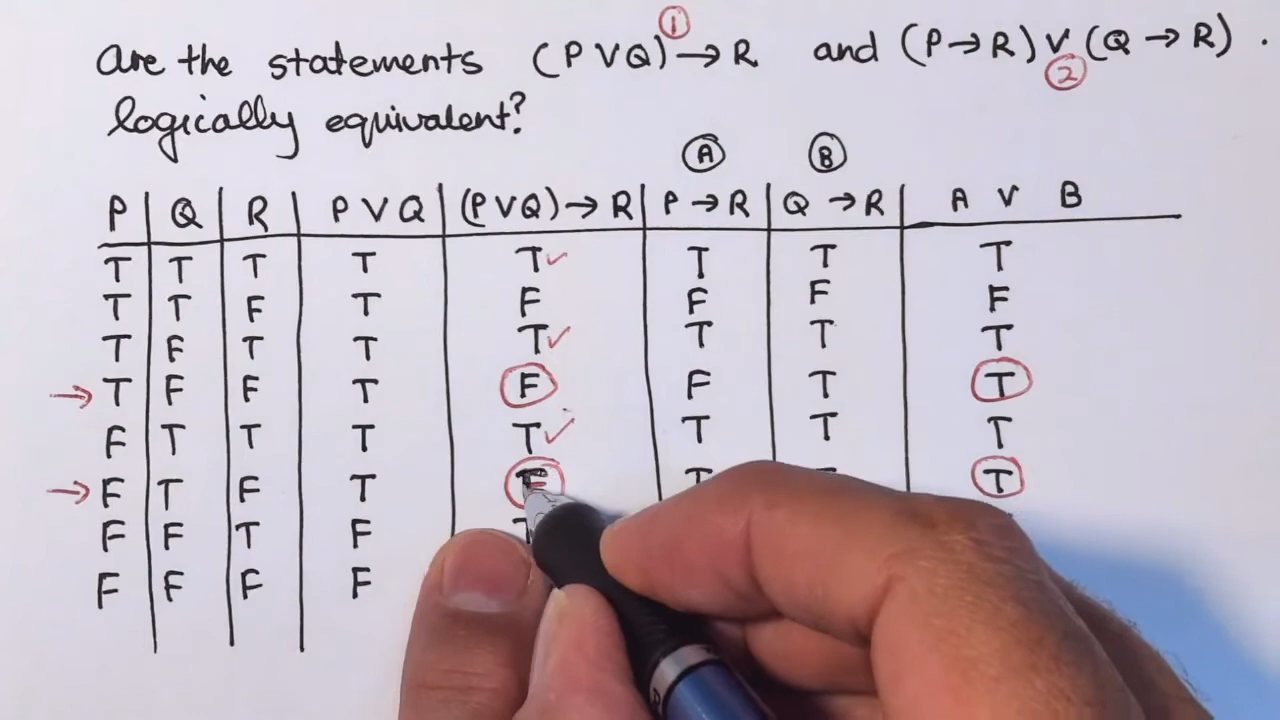 ①
Are the statements (P V Q) → R and (P → R) V (Q → R) .
②
logically equivalent?
Ⓐ Ⓑ
P Q R P V Q (P V Q) → R P → R Q → R A V B
T T T T T ✓ T T T
T T F T F F F F
T F T T T ✓ T T T
→ T F F T F F T T
F T T T T ✓ T T T
→ F T F T F T T
F F T F
F F F F